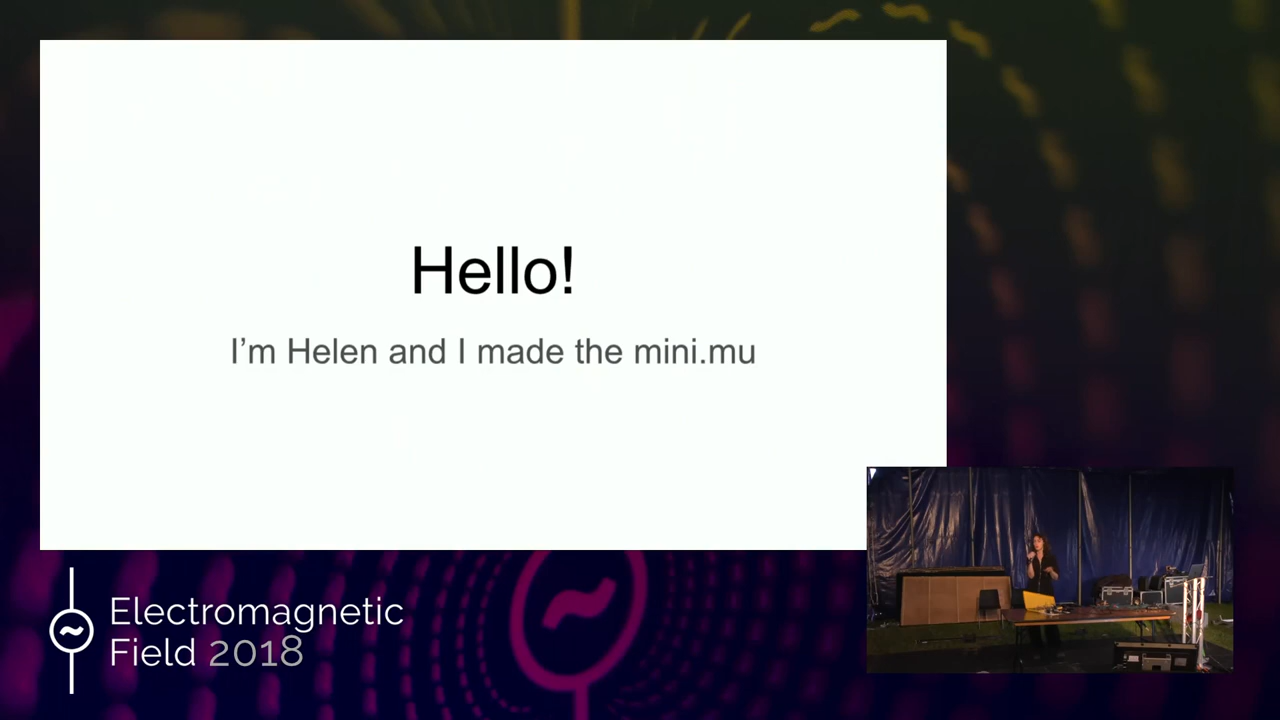 Hello!
I’m Helen and I made the mini.mu
Electromagnetic
Field 2018